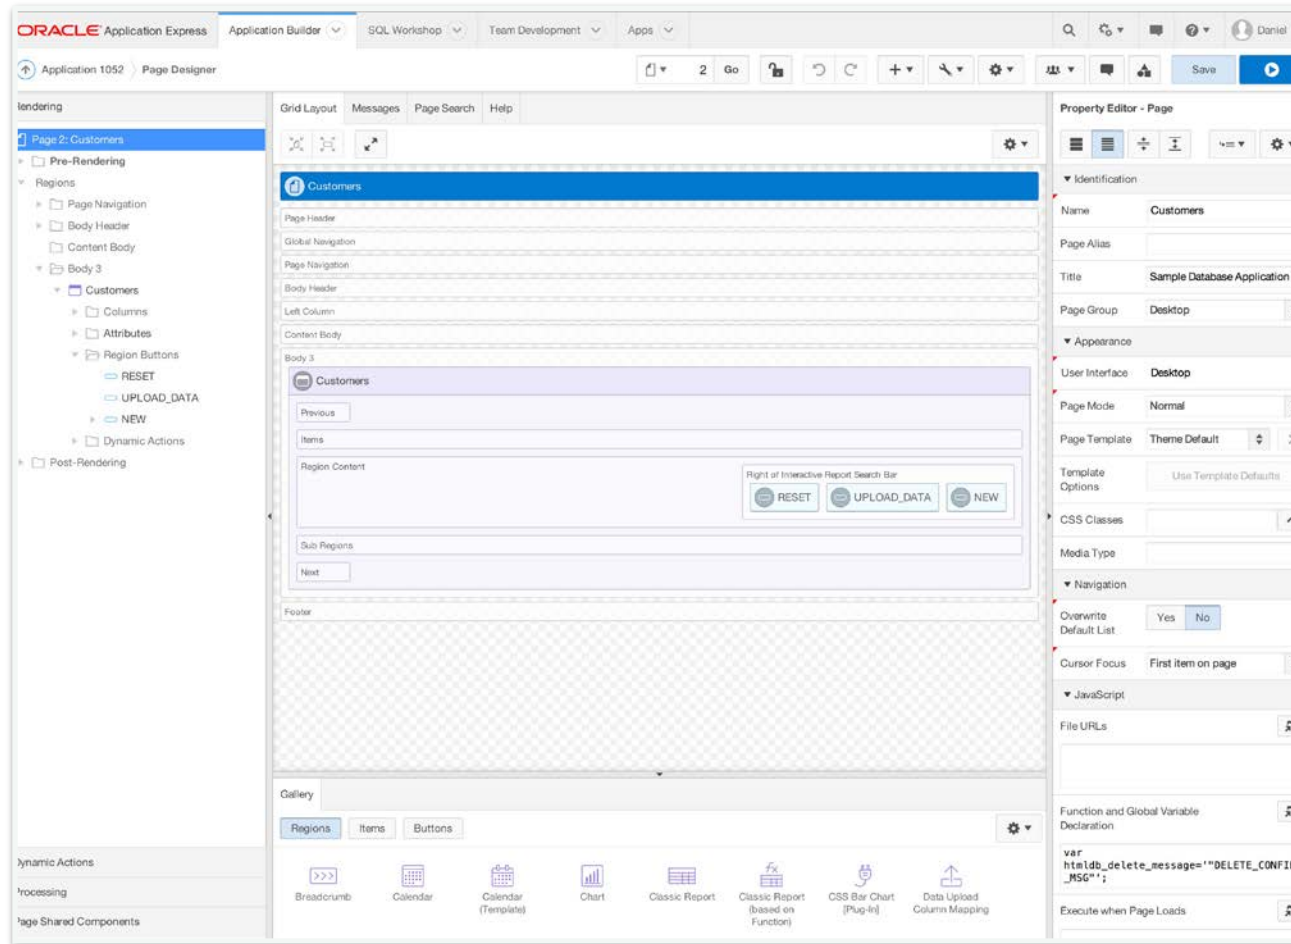 ORACLE Application Express
Application Builder
SQL Workshop
Team Development
Apps
Daniel
Application 1052
Page Designer
2
Go
Save
Rendering
Grid Layout
Messages
Page Search
Help
Property Editor - Page
Page 2: Customers
Pre-Rendering
Regions
Page Navigation
Body Header
Content Body
Body 3
Customers
Columns
Attributes
Region Buttons
RESET
UPLOAD_DATA
NEW
Dynamic Actions
Post-Rendering
Customers
Page Header
Global Navigation
Page Navigation
Body Header
Left Column
Content Body
Body 3
Customers
Previous
Items
Region Content
Right of Interactive Report Search Bar
RESET
UPLOAD_DATA
NEW
Sub Regions
Next
Footer
Identification
Name
Customers
Page Alias
Title
Sample Database Application
Page Group
Desktop
Appearance
User Interface
Desktop
Page Mode
Normal
Page Template
Theme Default
Template
Options
Use Template Defaults
CSS Classes
Media Type
Navigation
Overwrite
Default List
Yes
No
Cursor Focus
First item on page
JavaScript
File URLs
Function and Global Variable
Declaration
var
htmldb_delete_message='"DELETE_CONFI
_MSG"';
Execute when Page Loads
Gallery
Regions
Items
Buttons
Breadcrumb
Calendar
Calendar
(Template)
Chart
Classic Report
Classic Report
(based on
Function)
CSS Bar Chart
[Plug-In]
Data Upload
Column Mapping
Dynamic Actions
Processing
Page Shared Components